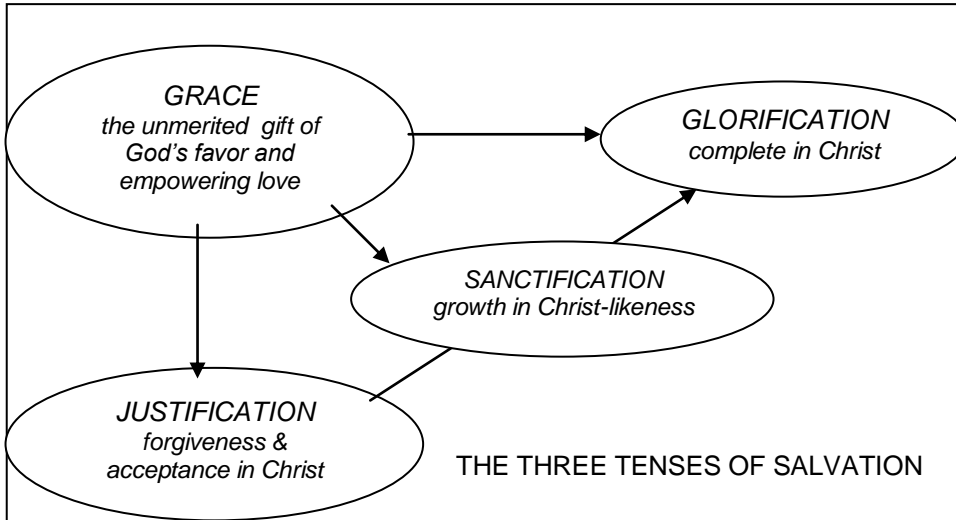 GRACE
the unmerited gift of
God's favor and
empowering love
GLORIFICATION
complete in Christ
SANCTIFICATION
growth in Christ-likeness
JUSTIFICATION
forgiveness &
acceptance in Christ
THE THREE TENSES OF SALVATION